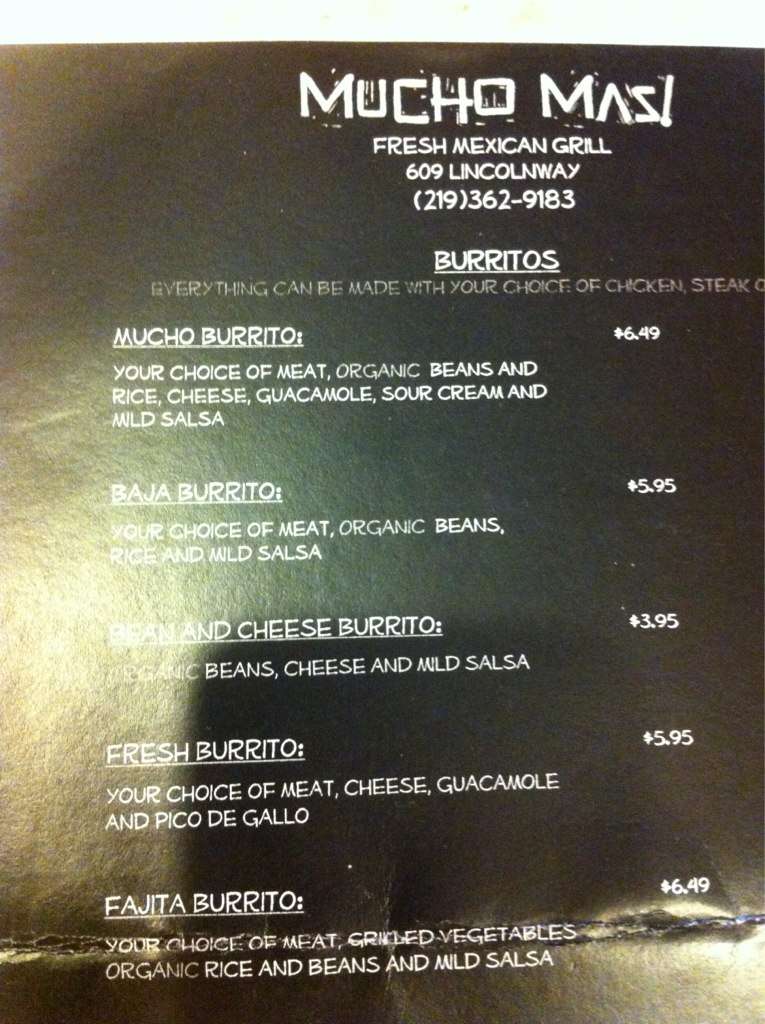 MUCHO MAS!
FRESH MEXICAN GRILL
609 LINCOLNWAY
(219)362-9183
BURRITOS
EVERYTHING CAN BE MADE WITH YOUR CHOICE OF CHICKEN, STEAK
MUCHO BURRITO: $6.49
YOUR CHOICE OF MEAT, ORGANIC BEANS AND
RICE, CHEESE, GUACAMOLE, SOUR CREAM AND
MILD SALSA
BAJA BURRITO: $5.95
YOUR CHOICE OF MEAT, ORGANIC BEANS,
RICE AND MILD SALSA
BEAN AND CHEESE BURRITO: $3.95
ORGANIC BEANS, CHEESE AND MILD SALSA
FRESH BURRITO: $5.95
YOUR CHOICE OF MEAT, CHEESE, GUACAMOLE
AND PICO DE GALLO
FAJITA BURRITO: $6.49
YOUR CHOICE OF MEAT, GRILLED VEGETABLES
ORGANIC RICE AND BEANS AND MILD SALSA